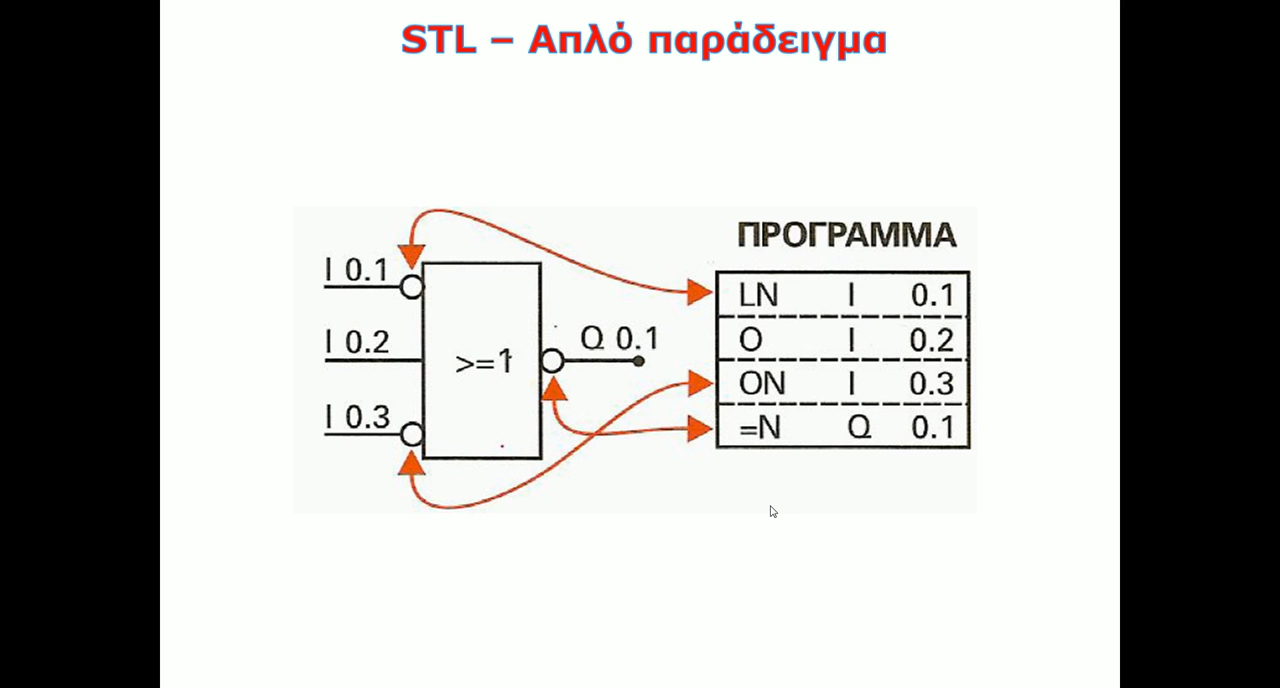 STL – Απλό παράδειγμα
ΠΡΟΓΡΑΜΜΑ
I 0.1
I 0.2
I 0.3
>=1
Q 0.1
LN I 0.1
O I 0.2
ON I 0.3
=N Q 0.1